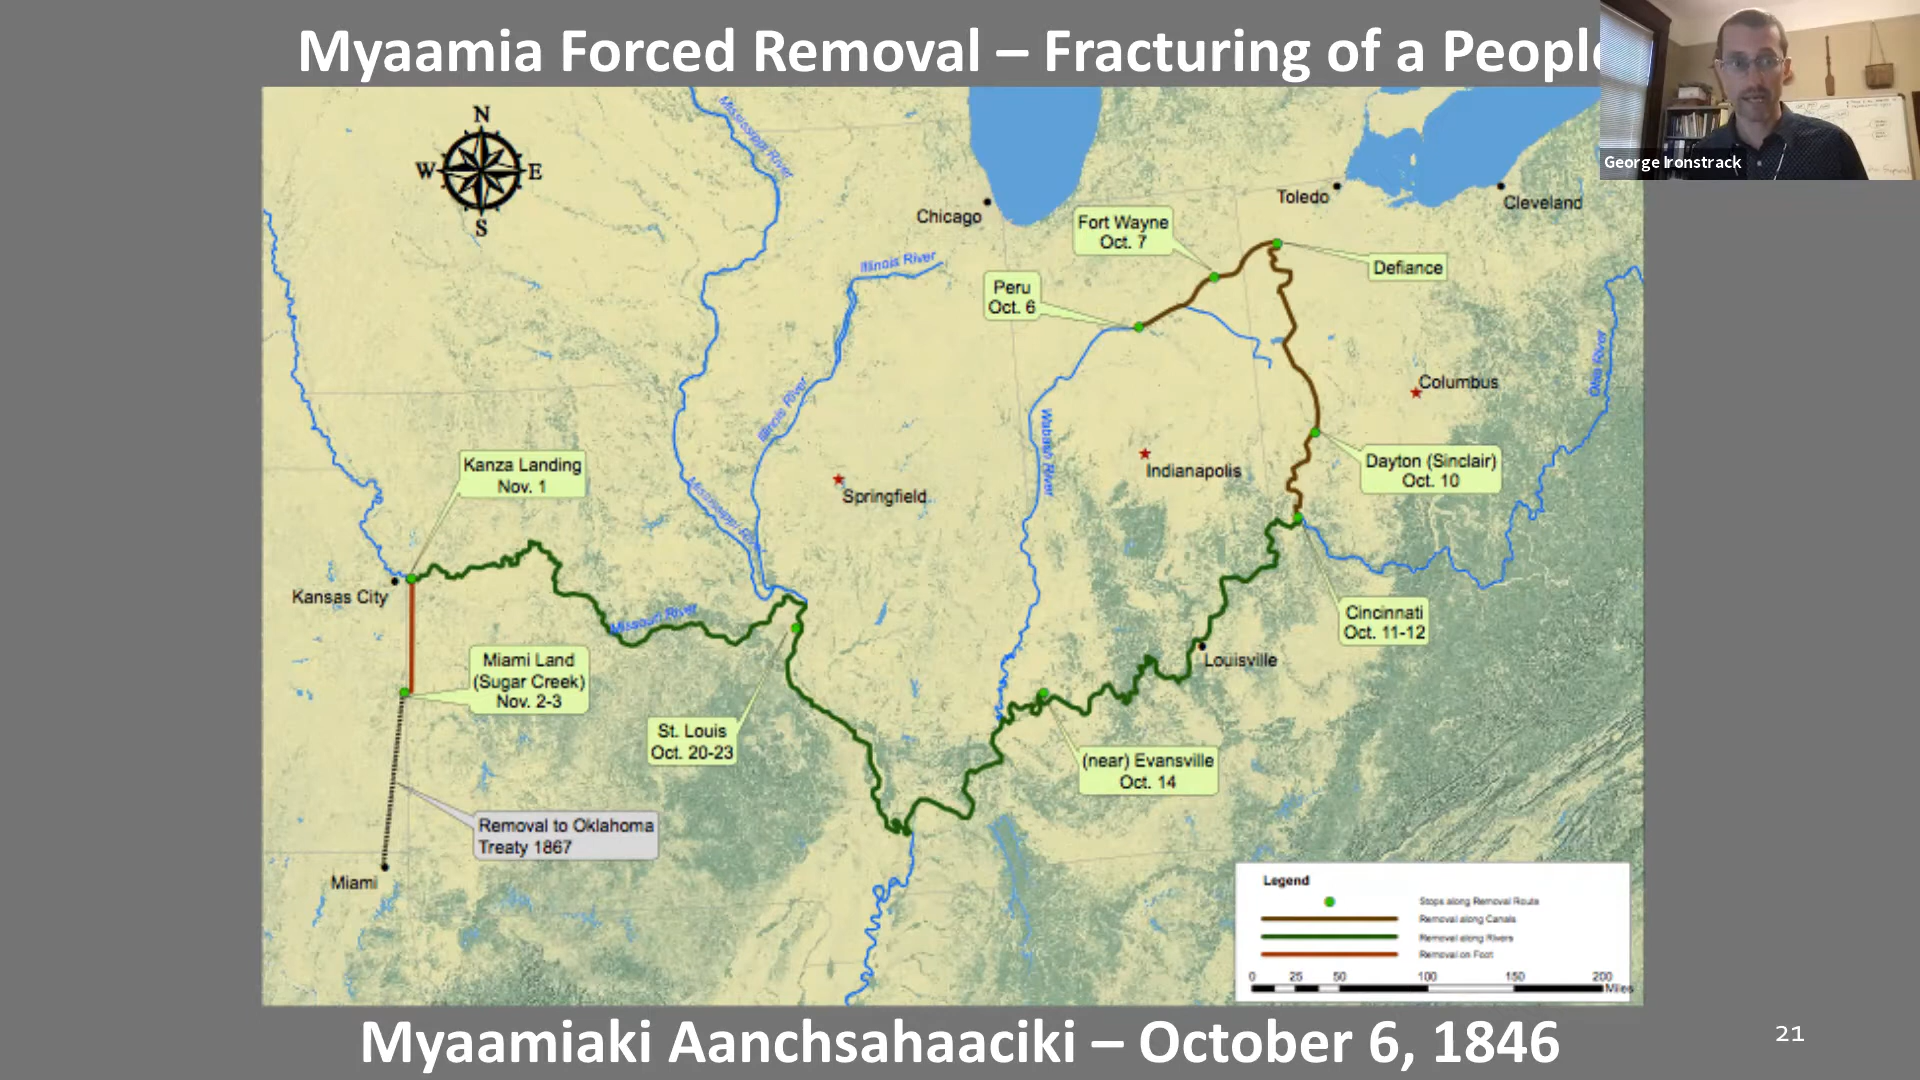 Myaamia Forced Removal – Fracturing of a People
George Ironstrack
N
W
E
S
Mississippi River
Chicago
Toledo
Cleveland
Fort Wayne
Oct. 7
Illinois River
Defiance
Peru
Oct. 6
Ohio River
Columbus
Illinois River
Wabash River
Kanza Landing
Nov. 1
Indianapolis
Dayton (Sinclair)
Oct. 10
Springfield
Mississippi River
Kansas City
Missouri River
Cincinnati
Oct. 11-12
Miami Land
(Sugar Creek)
Nov. 2-3
Louisville
St. Louis
Oct. 20-23
(near) Evansville
Oct. 14
Removal to Oklahoma
Treaty 1867
Miami
Legend
Stops along Removal Route
Removal along Canals
Removal along Rivers
Removal on Foot
0 25 50 100 150 200
Miles
Myaamiaki Aanchsahaaciki – October 6, 1846
21